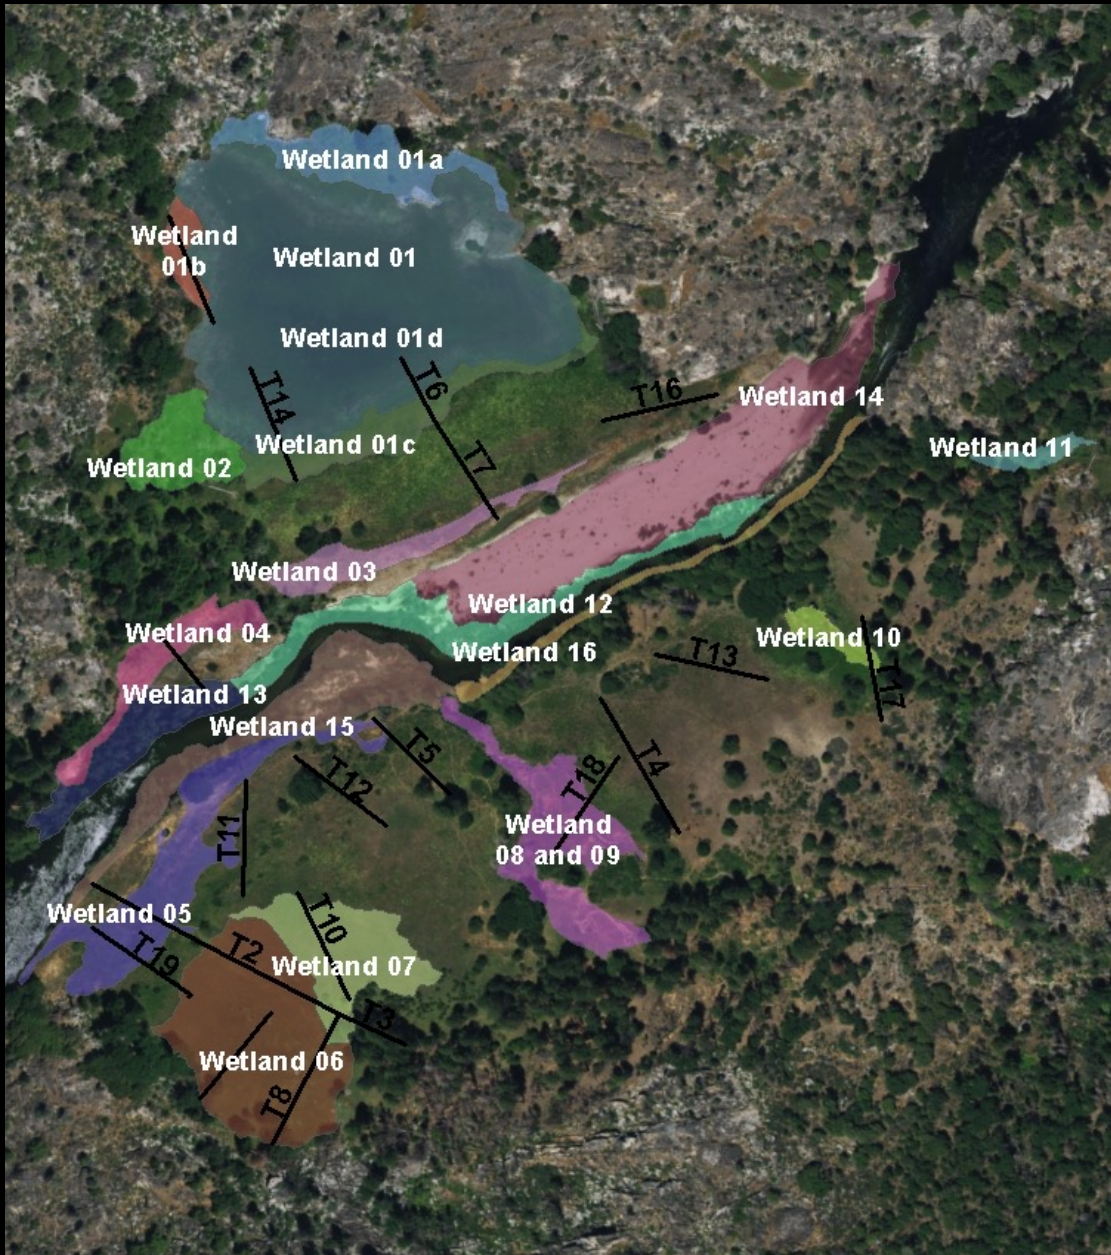 Wetland 01a
Wetland
01b
Wetland 01
Wetland 01d
T6
T14
T16
Wetland 14
Wetland 01c
Wetland 02
T7
Wetland 11
Wetland 03
Wetland 12
Wetland 04
Wetland 10
Wetland 16
T13
T17
Wetland 13
Wetland 15
T5
T4
T12
T18
T11
Wetland
08 and 09
Wetland 05
T10
T2
T19
Wetland 07
T3
Wetland 06
T8